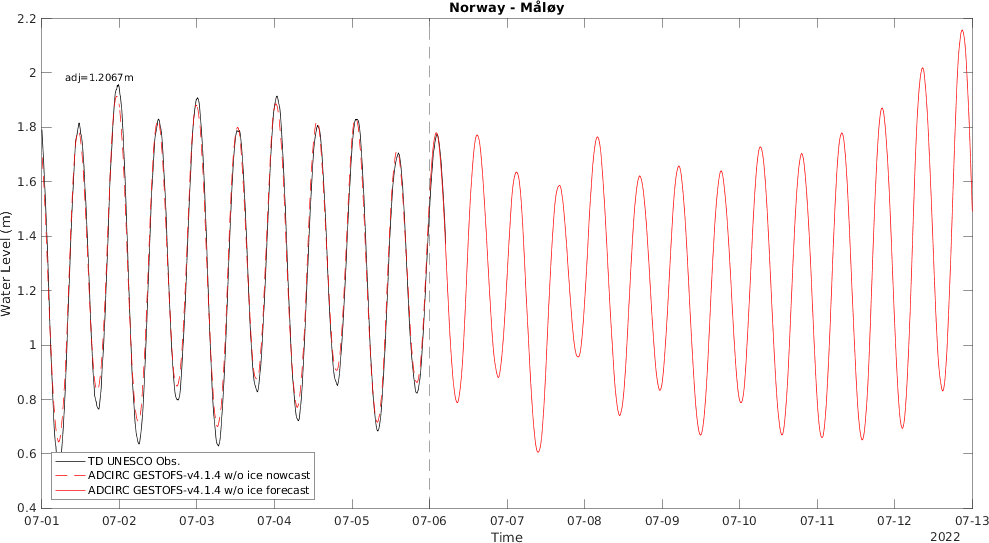 Norway - Måløy
adj=1.2067m
Water Level (m)
2.2
2
1.8
1.6
1.4
1.2
1
0.8
0.6
0.4
TD UNESCO Obs.
ADCIRC GESTOFS-v4.1.4 w/o ice nowcast
ADCIRC GESTOFS-v4.1.4 w/o ice forecast
07-01 07-02 07-03 07-04 07-05 07-06 07-07 07-08 07-09 07-10 07-11 07-12 07-13
Time
2022